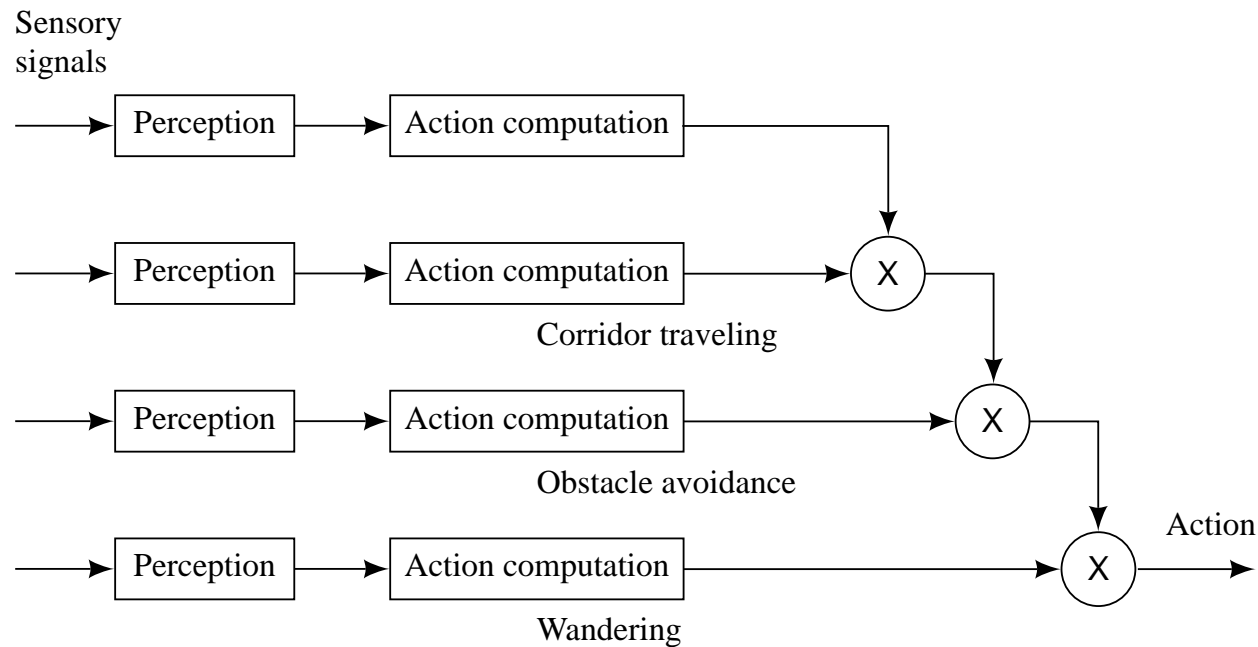 Sensory
signals
Perception
Action computation
Perception
Action computation
X
Corridor traveling
Perception
Action computation
X
Obstacle avoidance
Action
Perception
Action computation
X
Wandering